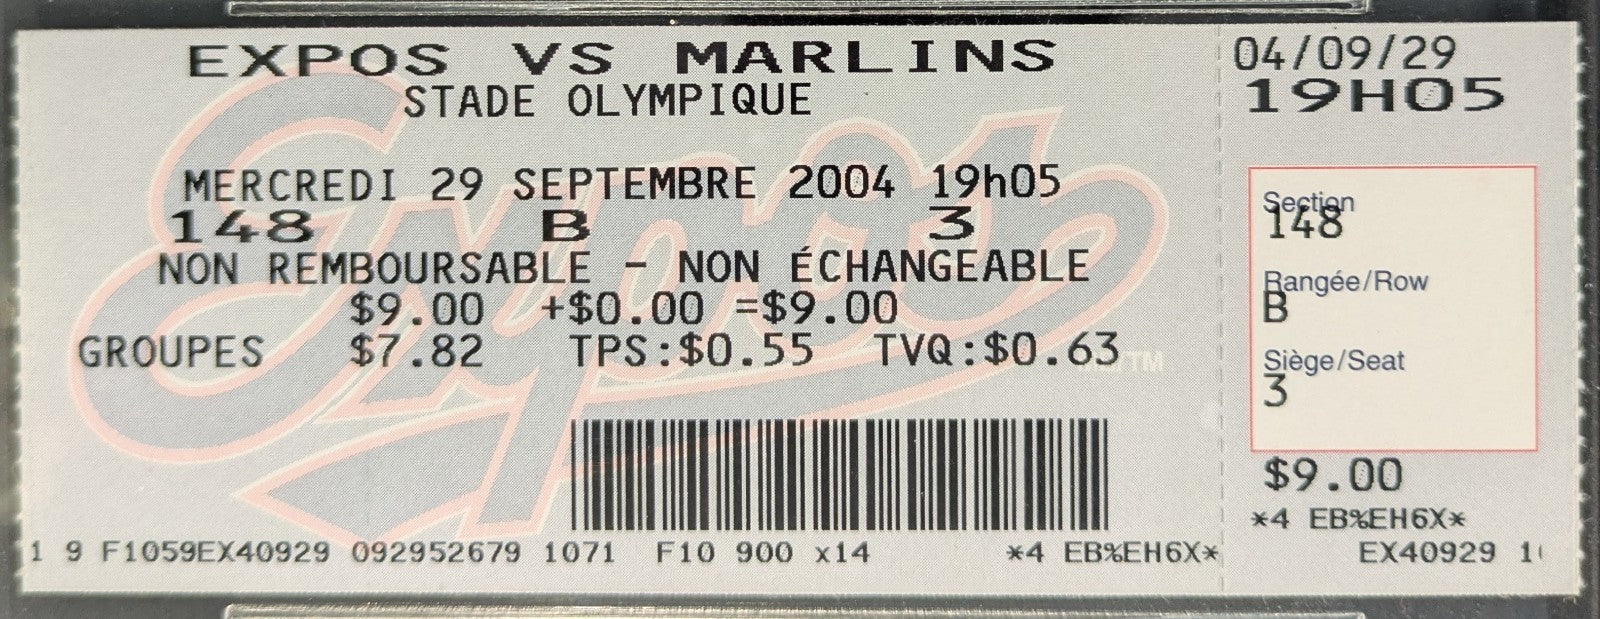 EXPOS VS MARLINS
STADE OLYMPIQUE
MERCREDI 29 SEPTEMBRE 2004 19h05
148 B 3
NON REMBOURSABLE - NON ÉCHANGEABLE
$9.00 +$0.00 =$9.00
GROUPES $7.82 TPS:$0.55 TVQ:$0.63
Expos
TM
1 9 F1059EX40929 092952679 1071 F10 900 x14 *4 EB%EH6X*
04/09/29
19H05
Section
148
Rangée/Row
B
Siège/Seat
3
$9.00
*4 EB%EH6X*
EX40929